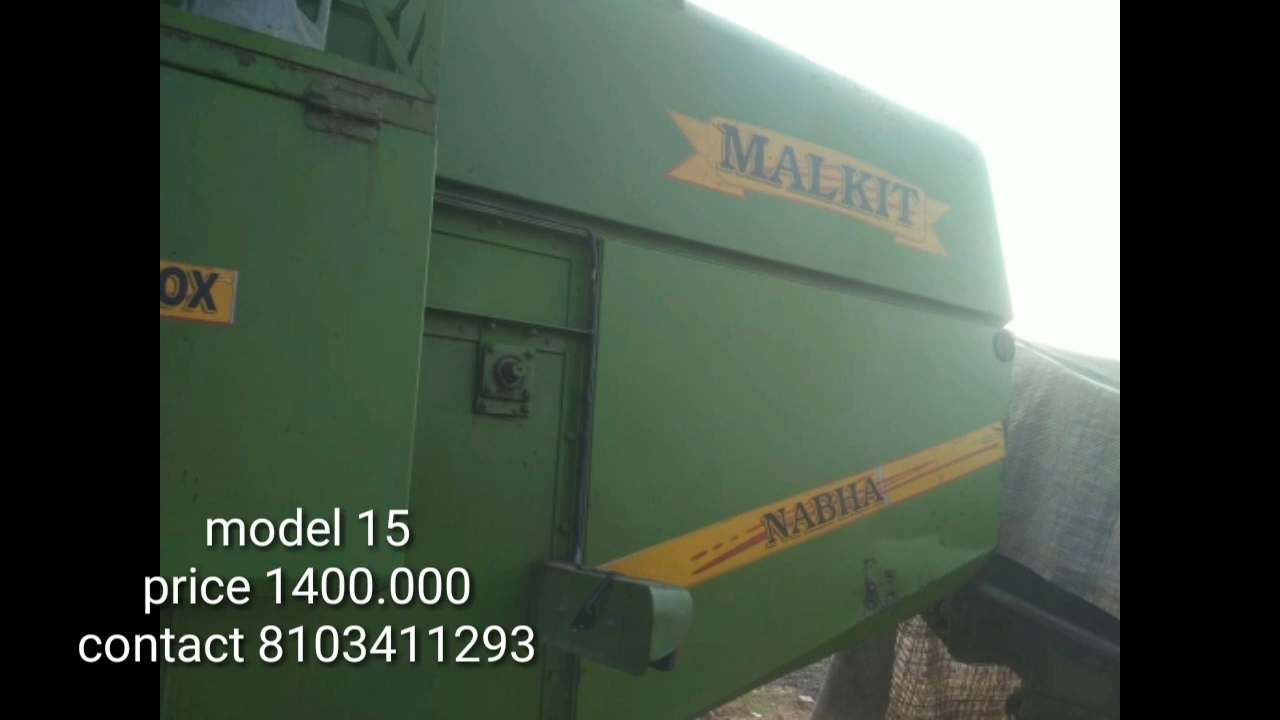 MALKIT
OX
NABHA
model 15
price 1400.000
contact 8103411293